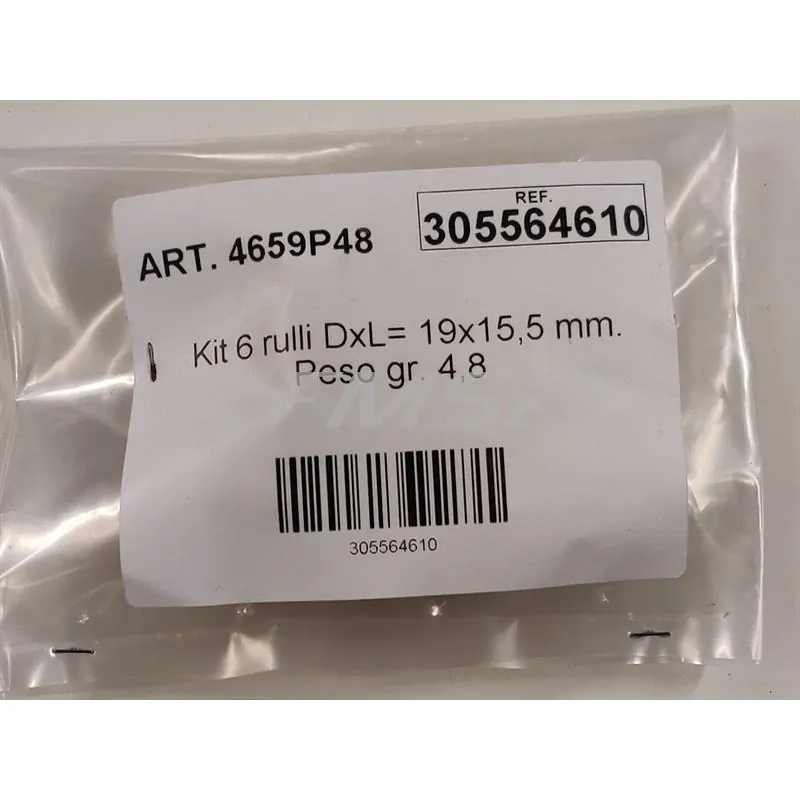 REF.
ART. 4659P48 305564610
Kit 6 rulli DxL= 19x15,5 mm.
Peso gr. 4,8
305564610